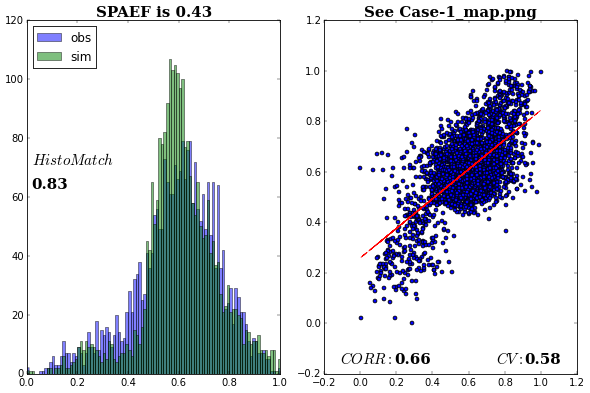 SPAEF is 0.43
120
100
80
60
40
20
0
0.0 0.2 0.4 0.6 0.8 1.0
obs
sim
HistoMatch
0.83
See Case-1_map.png
1.2
1.0
0.8
0.6
0.4
0.2
0.0
−0.2
−0.2 0.0 0.2 0.4 0.6 0.8 1.0 1.2
CORR: 0.66 CV: 0.58